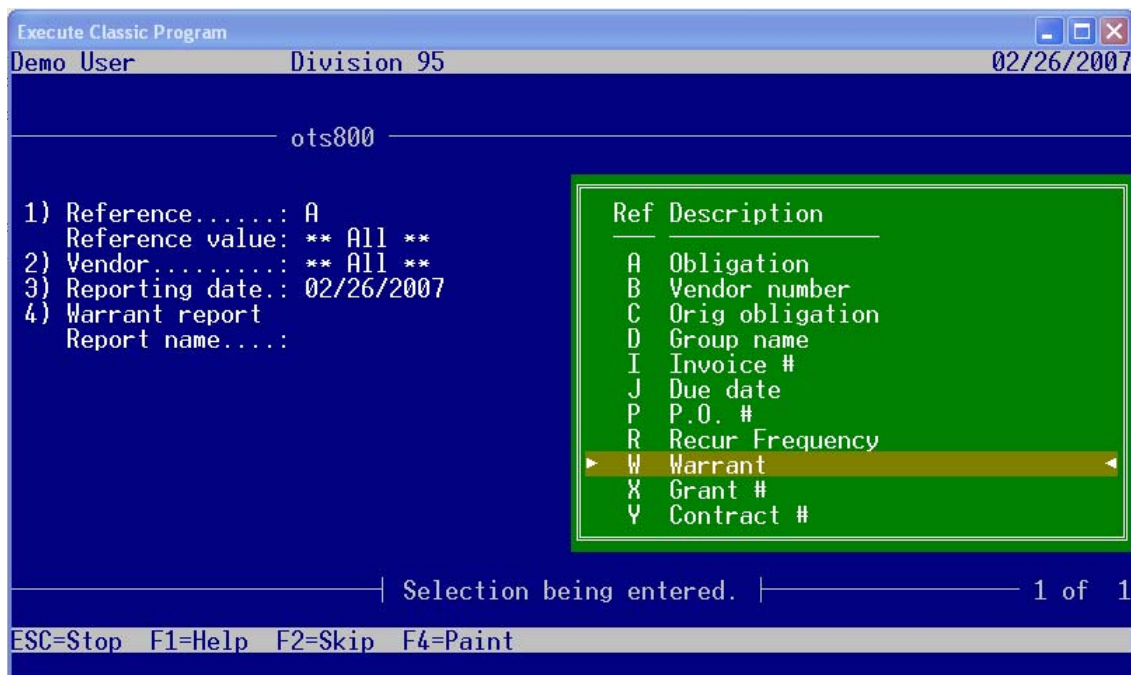 Execute Classic Program
Demo User Division 95 02/26/2007
ots800
1) Reference......: A
Reference value: ** All **
2) Vendor.........: ** All **
3) Reporting date.: 02/26/2007
4) Warrant report
Report name....:
Ref Description
A Obligation
B Vendor number
C Orig obligation
D Group name
I Invoice #
J Due date
P P.O. #
R Recur Frequency
W Warrant
X Grant #
Y Contract #
Selection being entered. 1 of 1
ESC=Stop F1=Help F2=Skip F4=Paint